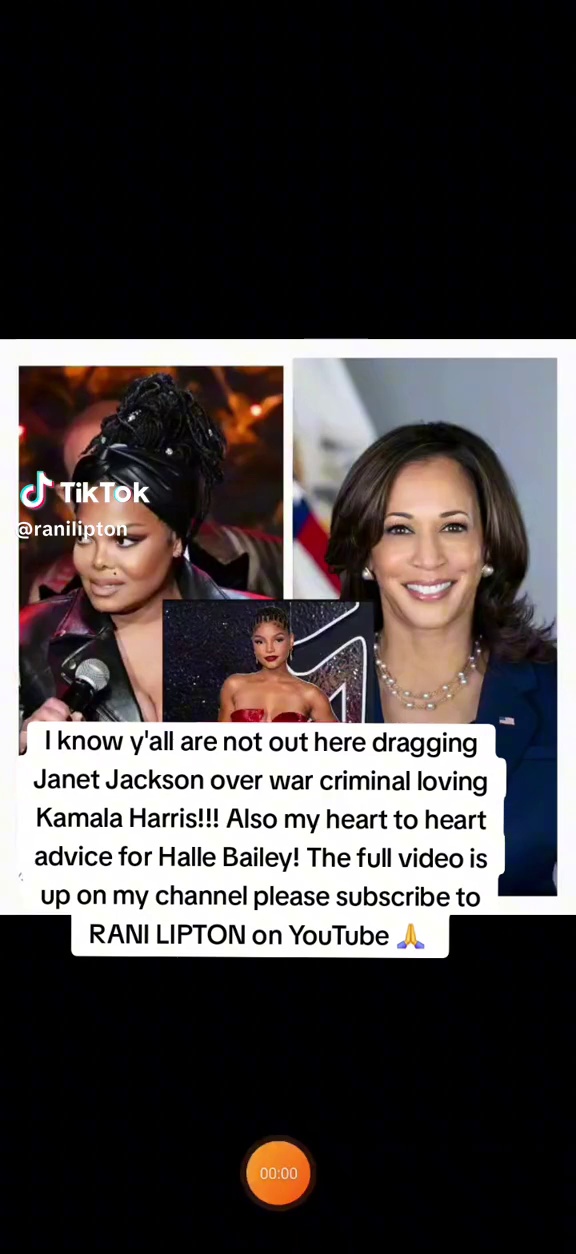 TikTok
@ranilipton
I know y'all are not out here dragging
Janet Jackson over war criminal loving
Kamala Harris!!! Also my heart to heart
advice for Halle Bailey! The full video is
up on my channel please subscribe to
RANI LIPTON on YouTube 🙏
00:00